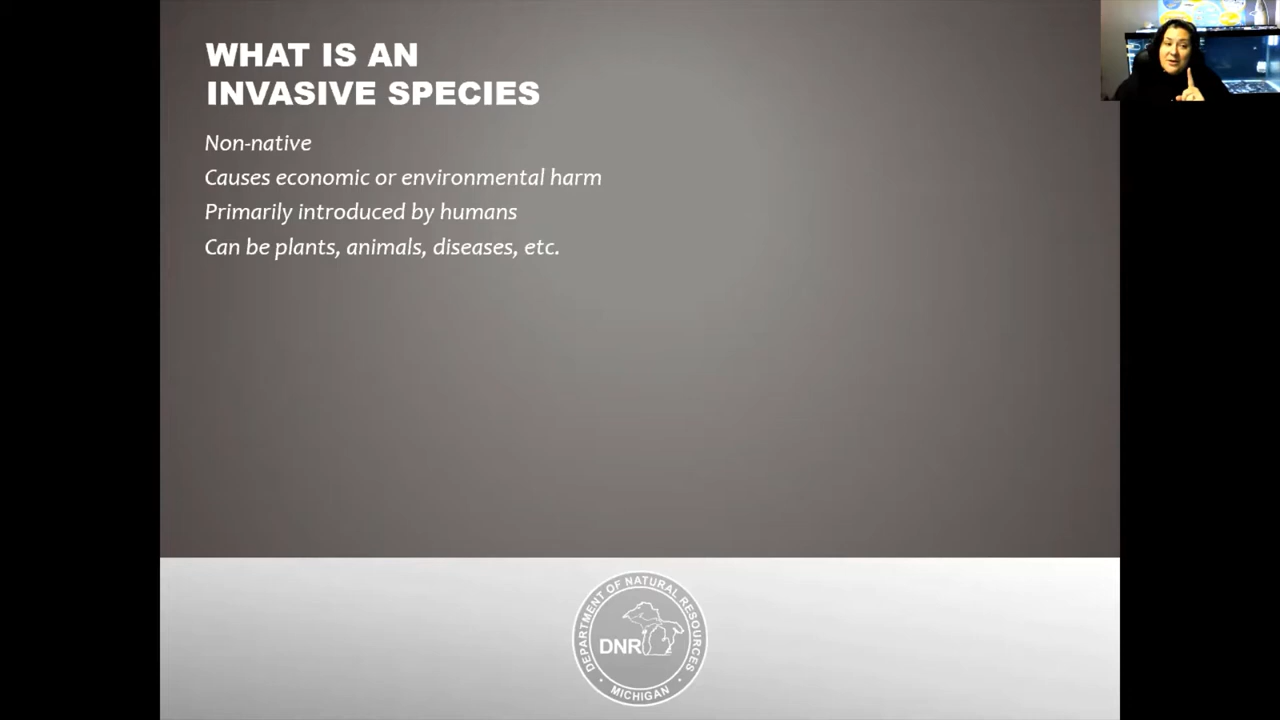 WHAT IS AN
INVASIVE SPECIES
Non-native
Causes economic or environmental harm
Primarily introduced by humans
Can be plants, animals, diseases, etc.
DEPARTMENT OF NATURAL RESOURCES
DNR
MICHIGAN